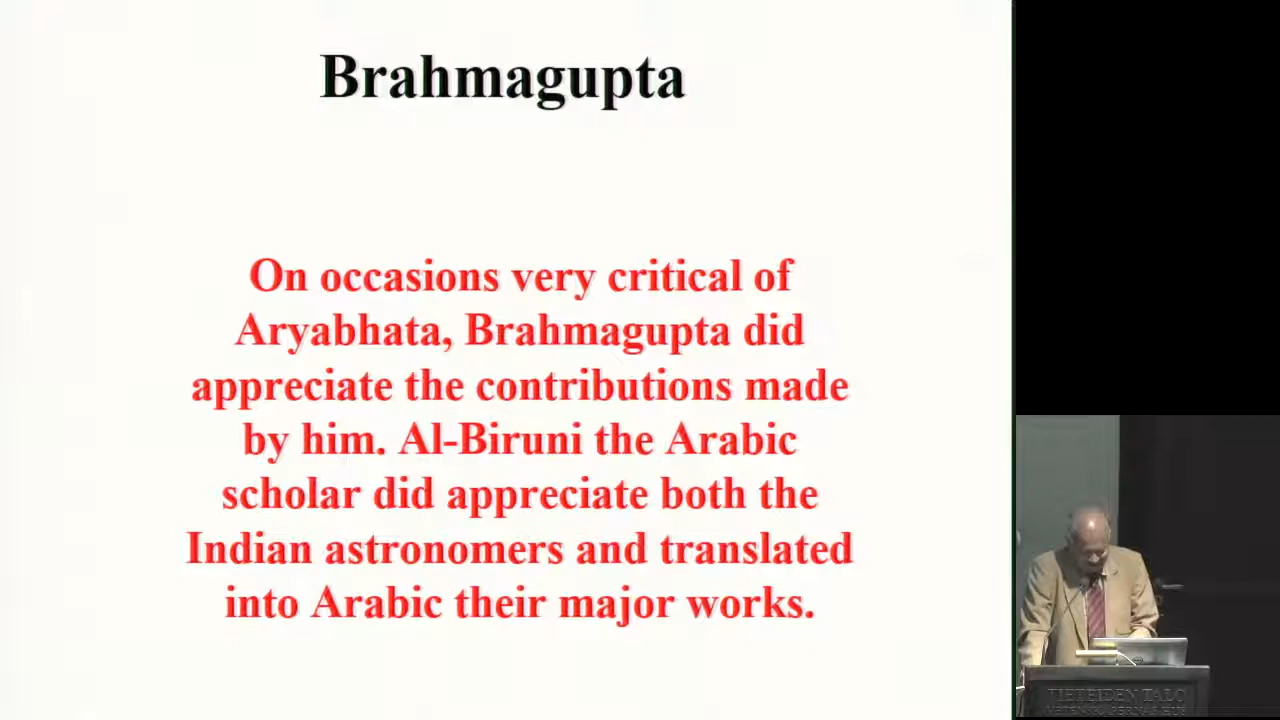 Brahmagupta
On occasions very critical of
Aryabhata, Brahmagupta did
appreciate the contributions made
by him. Al-Biruni the Arabic
scholar did appreciate both the
Indian astronomers and translated
into Arabic their major works.
TIETEIDEN TALO